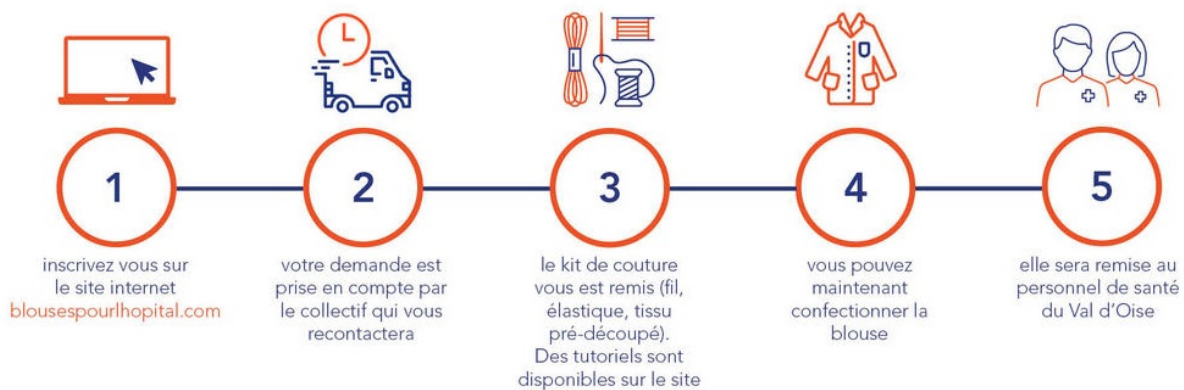 1
inscrivez vous sur
le site internet
blousespourlhopital.com
2
votre demande est
prise en compte par
le collectif qui vous
recontactera
3
le kit de couture
vous est remis (fil,
élastique, tissu
pré-découpé).
Des tutoriels sont
disponibles sur le site
4
vous pouvez
maintenant
confectionner la
blouse
5
elle sera remise au
personnel de santé
du Val d'Oise